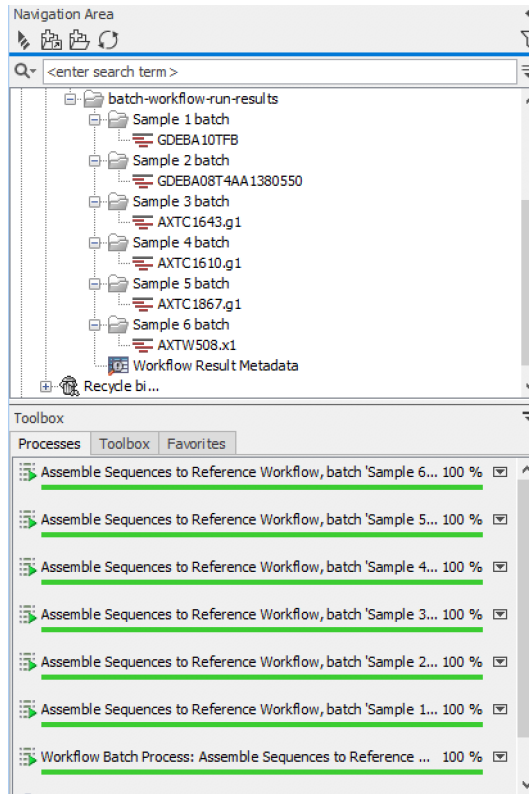 Navigation Area
<enter search term>
batch-workflow-run-results
Sample 1 batch
GDEBA10TFB
Sample 2 batch
GDEBA08T4AA1380550
Sample 3 batch
AXTC1643.g1
Sample 4 batch
AXTC1610.g1
Sample 5 batch
AXTC1867.g1
Sample 6 batch
AXTW508.x1
Workflow Result Metadata
Recycle bi...
Toolbox
Processes Toolbox Favorites
Assemble Sequences to Reference Workflow, batch 'Sample 6... 100 %
Assemble Sequences to Reference Workflow, batch 'Sample 5... 100 %
Assemble Sequences to Reference Workflow, batch 'Sample 4... 100 %
Assemble Sequences to Reference Workflow, batch 'Sample 3... 100 %
Assemble Sequences to Reference Workflow, batch 'Sample 2... 100 %
Assemble Sequences to Reference Workflow, batch 'Sample 1... 100 %
Workflow Batch Process: Assemble Sequences to Reference ... 100 %